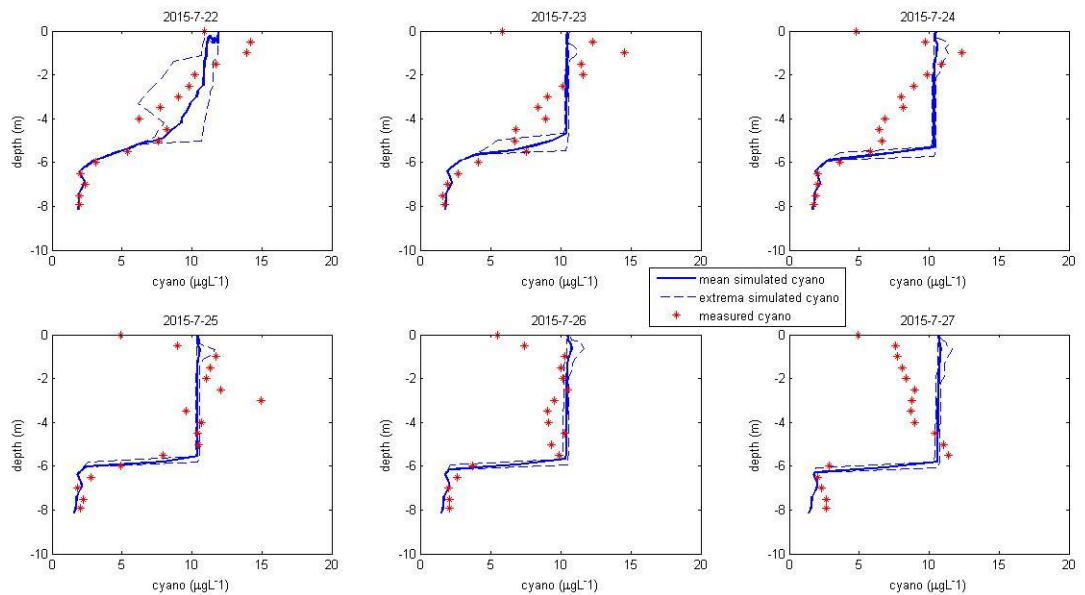 2015-7-22
0
-2
-4
-6
-8
-10
depth (m)
0 5 10 15 20
cyano (μgL⁻1)
2015-7-23
0
-2
-4
-6
-8
-10
depth (m)
0 5 10 15 20
cyano (μgL⁻1)
2015-7-24
0
-2
-4
-6
-8
-10
depth (m)
0 5 10 15 20
cyano (μgL⁻1)
mean simulated cyano
extrema simulated cyano
measured cyano
2015-7-25
0
-2
-4
-6
-8
-10
depth (m)
0 5 10 15 20
cyano (μgL⁻1)
2015-7-26
0
-2
-4
-6
-8
-10
depth (m)
0 5 10 15 20
cyano (μgL⁻1)
2015-7-27
0
-2
-4
-6
-8
-10
depth (m)
0 5 10 15 20
cyano (μgL⁻1)